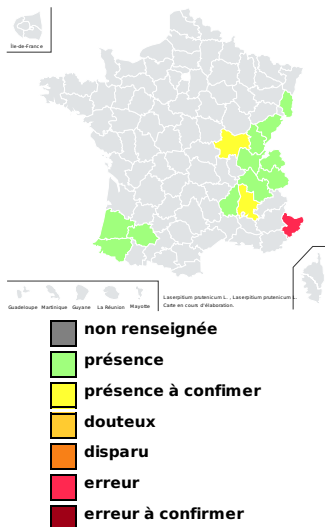 Île-de-France
Guadeloupe Martinique Guyane La Réunion Mayotte
Laserpitium prutenicum L. , Laserpitium prutenicum L.
Carte en cours d'élaboration.
non renseignée
présence
présence à confimer
douteux
disparu
erreur
erreur à confirmer